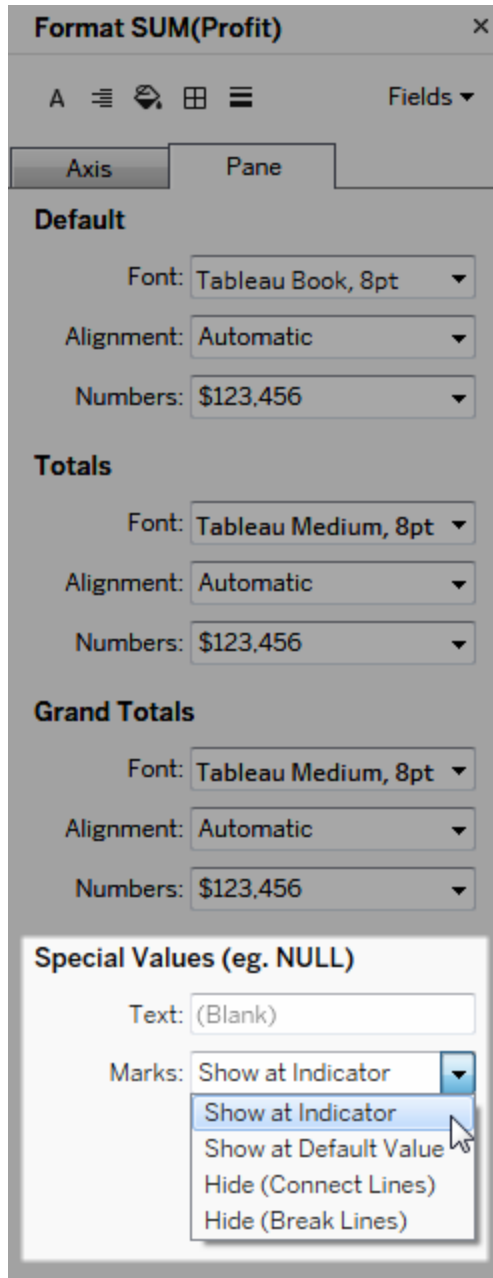 Format SUM(Profit) ×
A Fields
Axis Pane
Default
Font: Tableau Book, 8pt
Alignment: Automatic
Numbers: $123,456
Totals
Font: Tableau Medium, 8pt
Alignment: Automatic
Numbers: $123,456
Grand Totals
Font: Tableau Medium, 8pt
Alignment: Automatic
Numbers: $123,456
Special Values (eg. NULL)
Text: (Blank)
Marks: Show at Indicator
Show at Indicator
Show at Default Value
Hide (Connect Lines)
Hide (Break Lines)